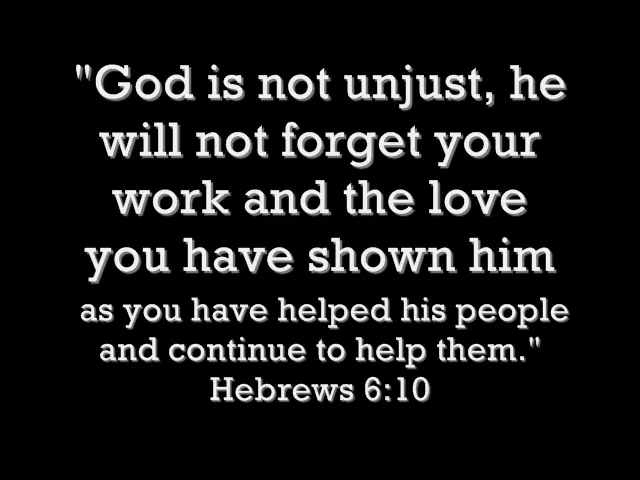 "God is not unjust, he
will not forget your
work and the love
you have shown him
as you have helped his people
and continue to help them."
Hebrews 6:10